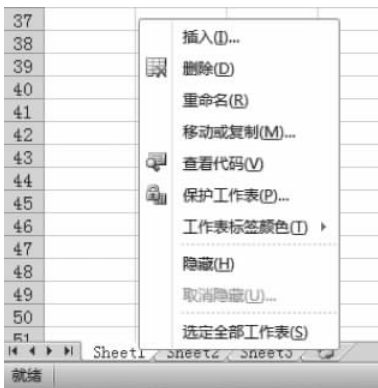 37
38
39
40
41
42
43
44
45
46
47
48
49
50
51
插入(I)...
删除(D)
重命名(R)
移动或复制(M)...
查看代码(V)
保护工作表(P)...
工作表标签颜色(T)
隐藏(H)
取消隐藏(U)...
选定全部工作表(S)
Sheet1 Sheet2 Sheet3
就绪